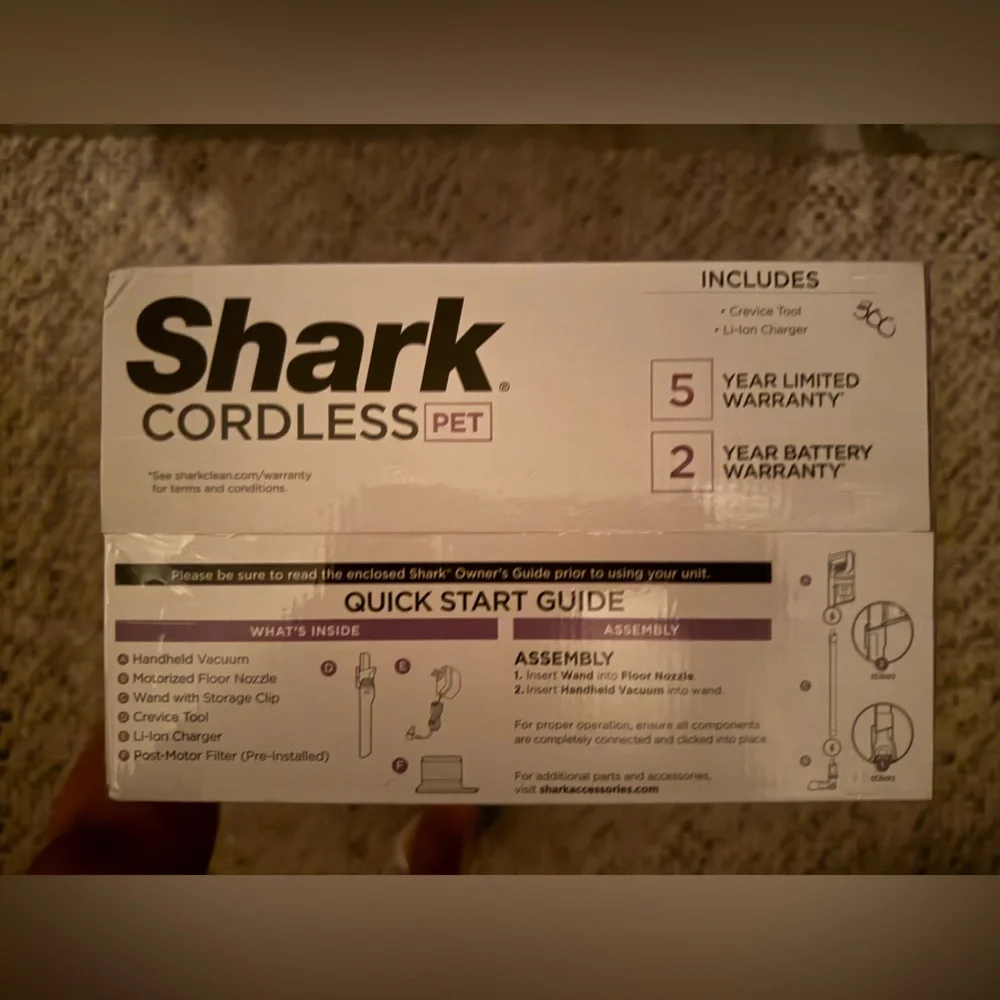 Shark®
CORDLESS PET
*See sharkclean.com/warranty
for terms and conditions.
INCLUDES
• Crevice Tool
• Li-Ion Charger
300
5 YEAR LIMITED
WARRANTY*
2 YEAR BATTERY
WARRANTY*
Please be sure to read the enclosed Shark™ Owner's Guide prior to using your unit.
QUICK START GUIDE
WHAT'S INSIDE
A Handheld Vacuum
B Motorized Floor Nozzle
C Wand with Storage Clip
D Crevice Tool
E Li-Ion Charger
F Post-Motor Filter (Pre-Installed)
D
E
F
ASSEMBLY
ASSEMBLY
1. Insert Wand into Floor Nozzle.
2. Insert Handheld Vacuum into wand.
For proper operation, ensure all components
are completely connected and clicked into place.
For additional parts and accessories,
visit sharkaccessories.com
A
C